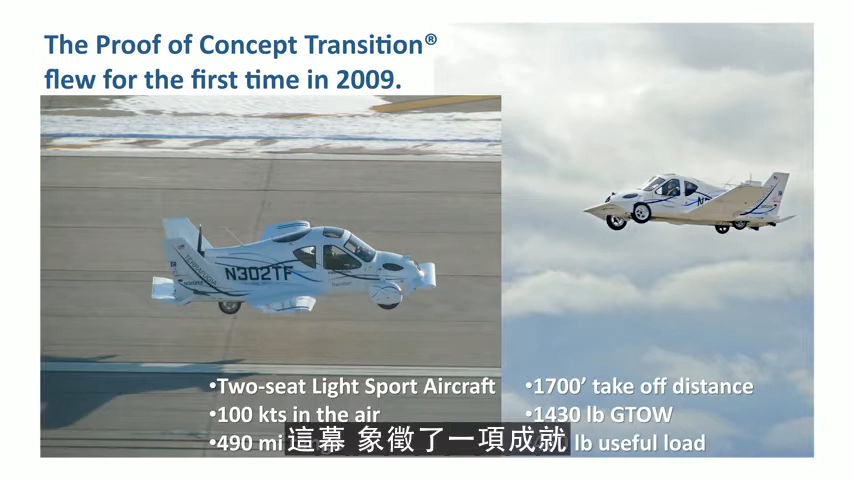 The Proof of Concept Transition®
flew for the first time in 2009.
N302TF
TERRAFUGIA
•Two-seat Light Sport Aircraft
•100 kts in the air
•490 mi
•1700’ take off distance
•1430 lb GTOW
lb useful load
這幕 象徵了一項成就